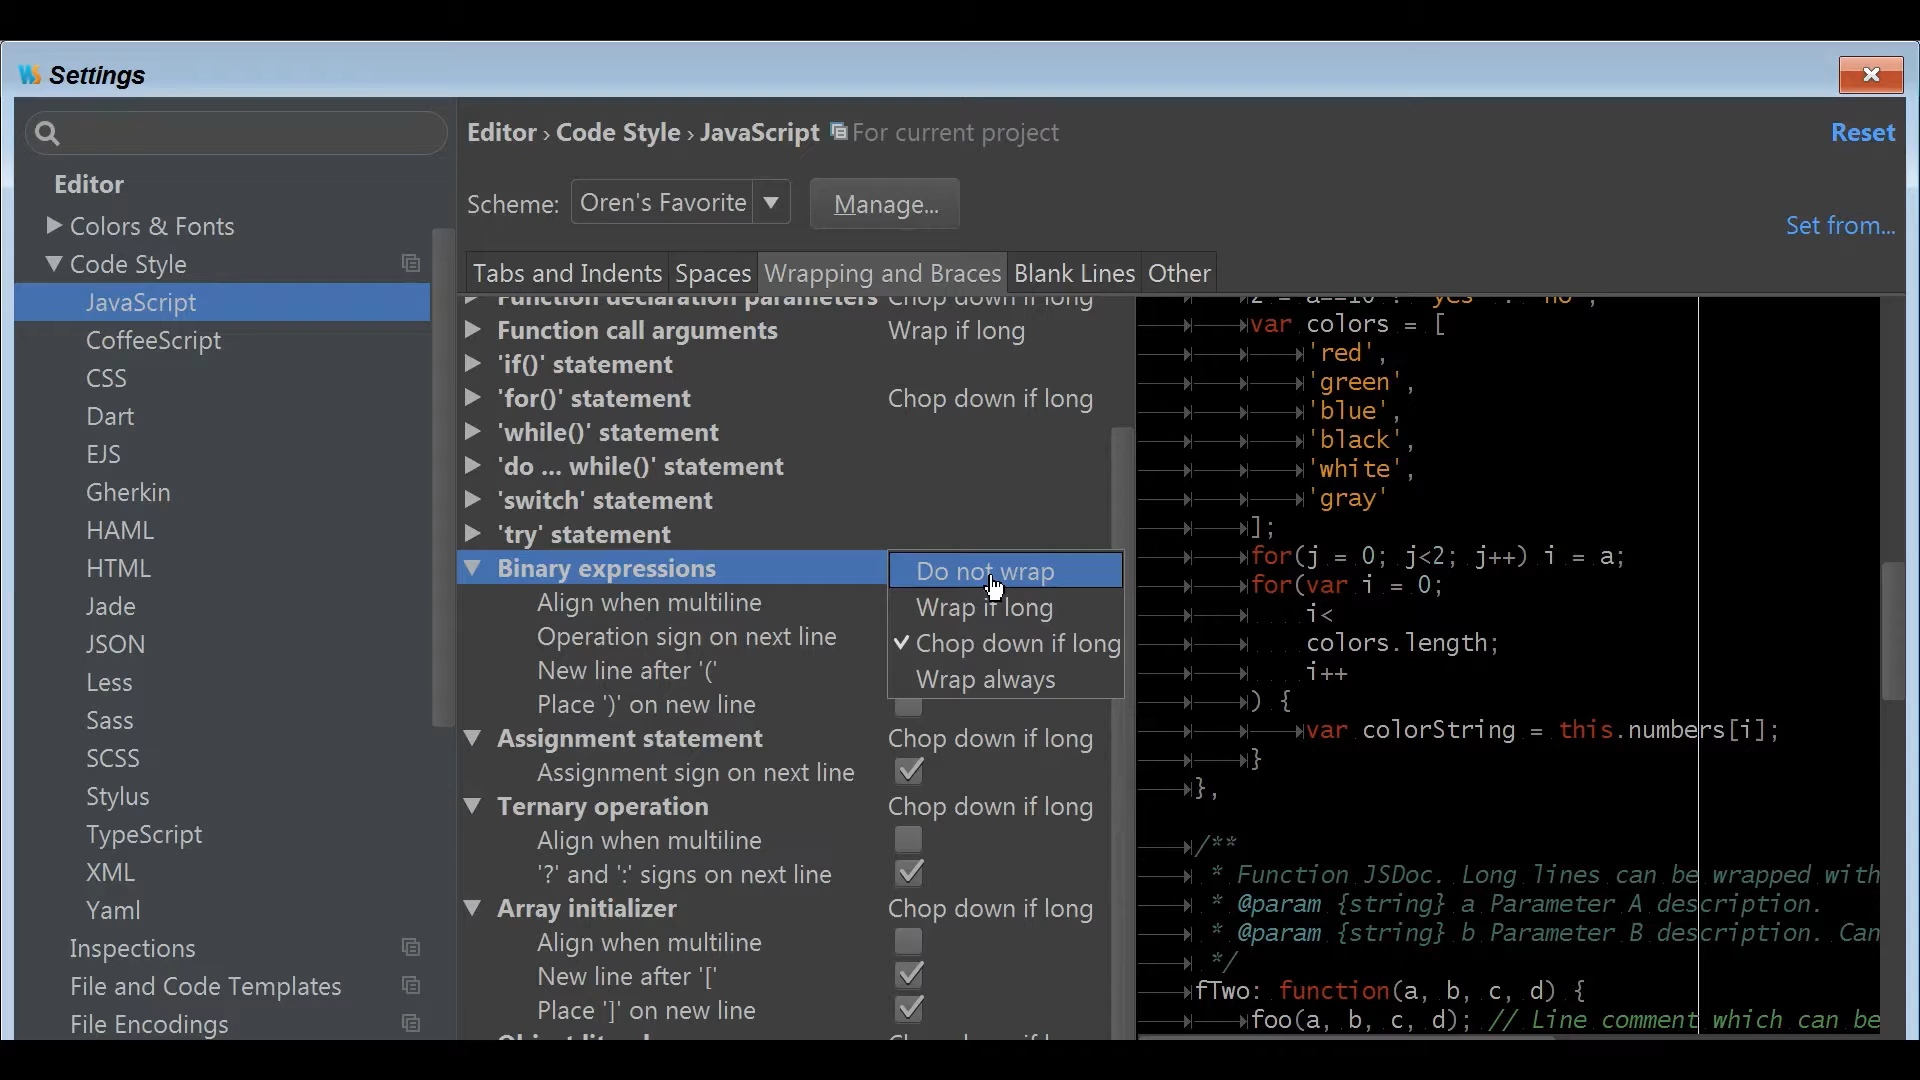 WS Settings
Editor › Code Style › JavaScript For current project Reset
Scheme: Oren's Favorite Manage...
Set from...
Tabs and Indents Spaces Wrapping and Braces Blank Lines Other
Editor
Colors & Fonts
Code Style
JavaScript
CoffeeScript
CSS
Dart
EJS
Gherkin
HAML
HTML
Jade
JSON
Less
Sass
SCSS
Stylus
TypeScript
XML
Yaml
Inspections
File and Code Templates
File Encodings
Function declaration parameters Chop down if long
Function call arguments Wrap if long
'if()' statement
'for()' statement Chop down if long
'while()' statement
'do ... while()' statement
'switch' statement
'try' statement
Binary expressions
Align when multiline
Operation sign on next line
New line after '('
Place ')' on new line
Do not wrap
Wrap if long
Chop down if long
Wrap always
Assignment statement Chop down if long
Assignment sign on next line
Ternary operation Chop down if long
Align when multiline
'?' and ':' signs on next line
Array initializer Chop down if long
Align when multiline
New line after '['
Place ']' on new line
z = a==10 ? 'yes' : 'no';
var colors = [
'red',
'green',
'blue',
'black',
'white',
'gray'
];
for(j = 0; j<2; j++) i = a;
for(var i = 0;
i<
colors.length;
i++
) {
var colorString = this.numbers[i];
}
},
/**
* Function JSDoc. Long lines can be wrapped with
* @param {string} a Parameter A description.
* @param {string} b Parameter B description. Can
*/
fTwo: function(a, b, c, d) {
foo(a, b, c, d); // Line comment which can be